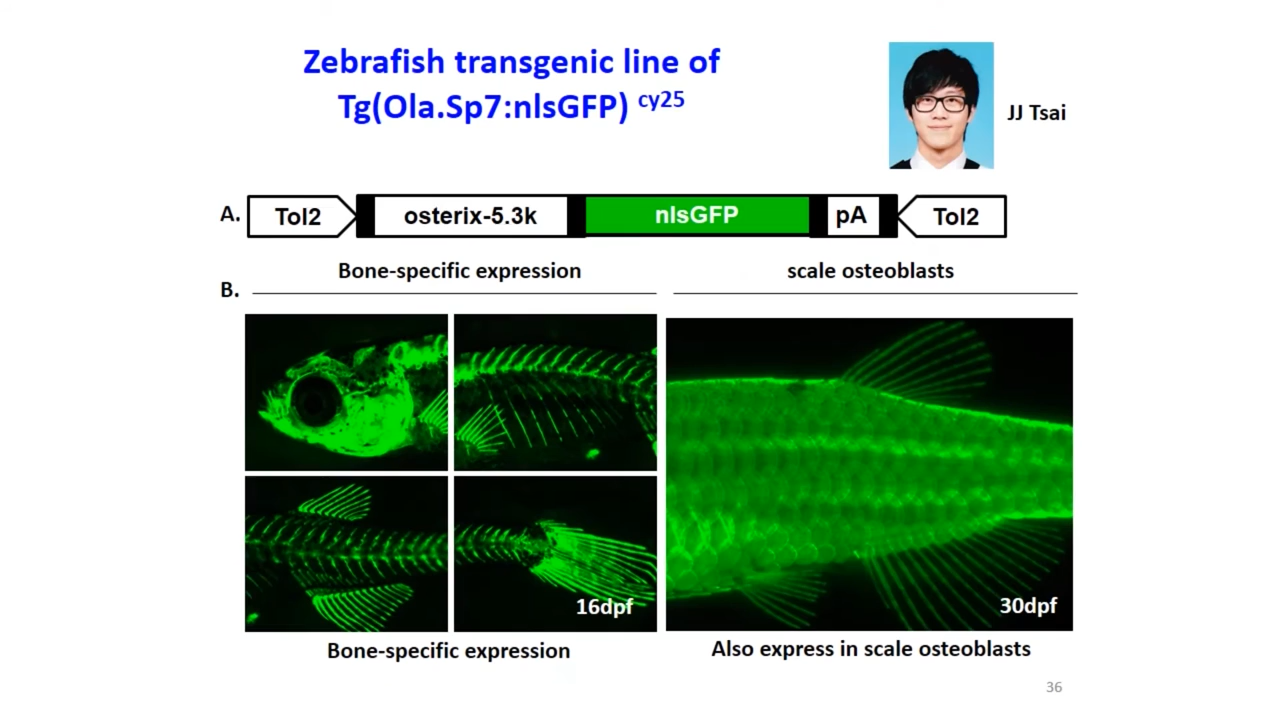 Zebrafish transgenic line of
Tg(Ola.Sp7:nlsGFP) cy25
JJ Tsai
A.
Tol2
osterix-5.3k
nlsGFP
pA
Tol2
Bone-specific expression
scale osteoblasts
B.
16dpf
30dpf
Bone-specific expression
Also express in scale osteoblasts
36